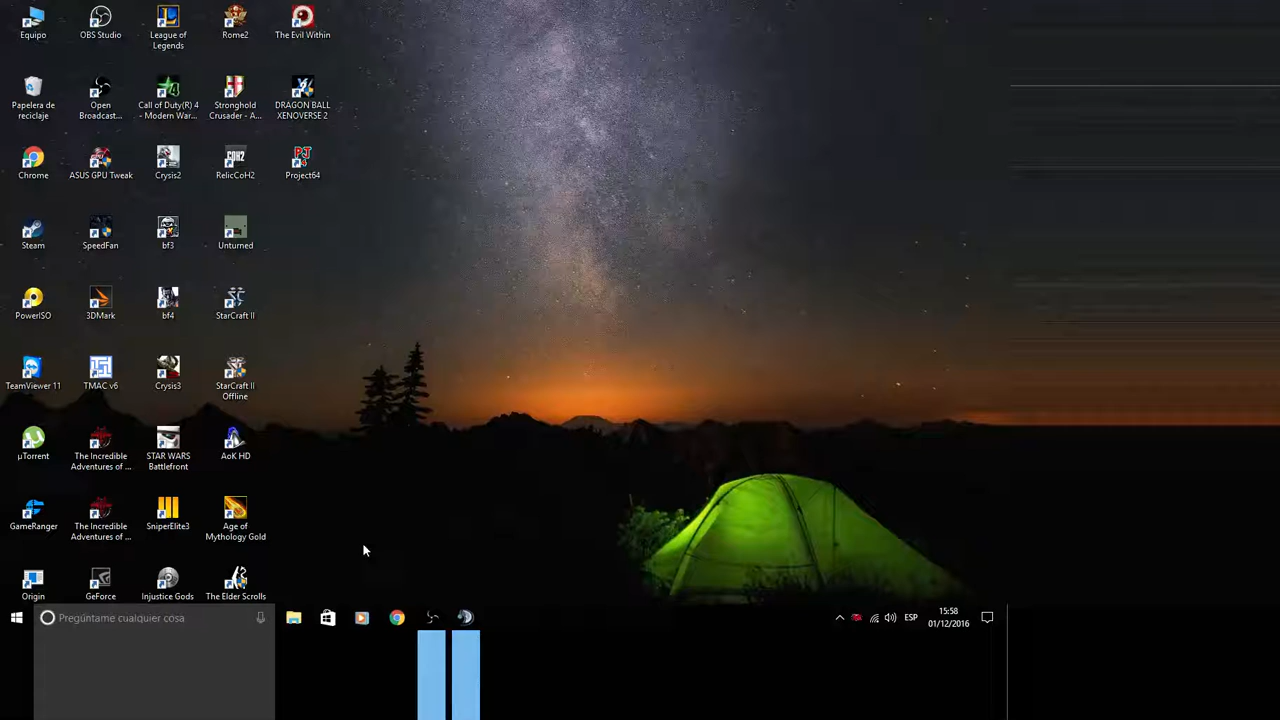 Equipo
OBS Studio
League of
Legends
Rome2
The Evil Within
Papelera de
reciclaje
Open
Broadcast...
Call of Duty(R) 4
- Modern War...
Stronghold
Crusader - A...
DRAGON BALL
XENOVERSE 2
Chrome
ASUS GPU Tweak
Crysis2
COH2
RelicCoH2
Project64
Steam
SpeedFan
bf3
Unturned
PowerISO
3DMark
bf4
StarCraft II
TeamViewer 11
TMAC v6
Crysis3
StarCraft II
Offline
µTorrent
The Incredible
Adventures of ...
STAR WARS
Battlefront
AoK HD
GameRanger
The Incredible
Adventures of ...
SniperElite3
Age of
Mythology Gold
Origin
GeForce
Injustice Gods
The Elder Scrolls
Pregúntame cualquier cosa
ESP
15:58
01/12/2016